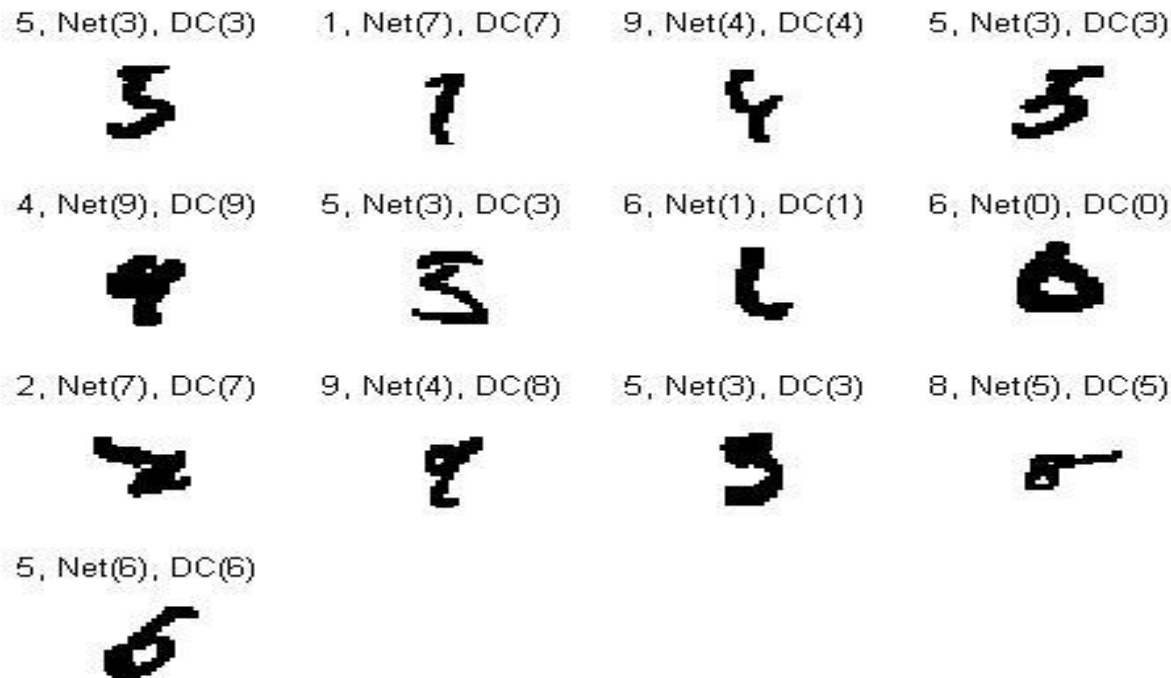 5, Net(3), DC(3) 1, Net(7), DC(7) 9, Net(4), DC(4) 5, Net(3), DC(3)
4, Net(9), DC(9) 5, Net(3), DC(3) 6, Net(1), DC(1) 6, Net(0), DC(0)
2, Net(7), DC(7) 9, Net(4), DC(8) 5, Net(3), DC(3) 8, Net(5), DC(5)
5, Net(6), DC(6)